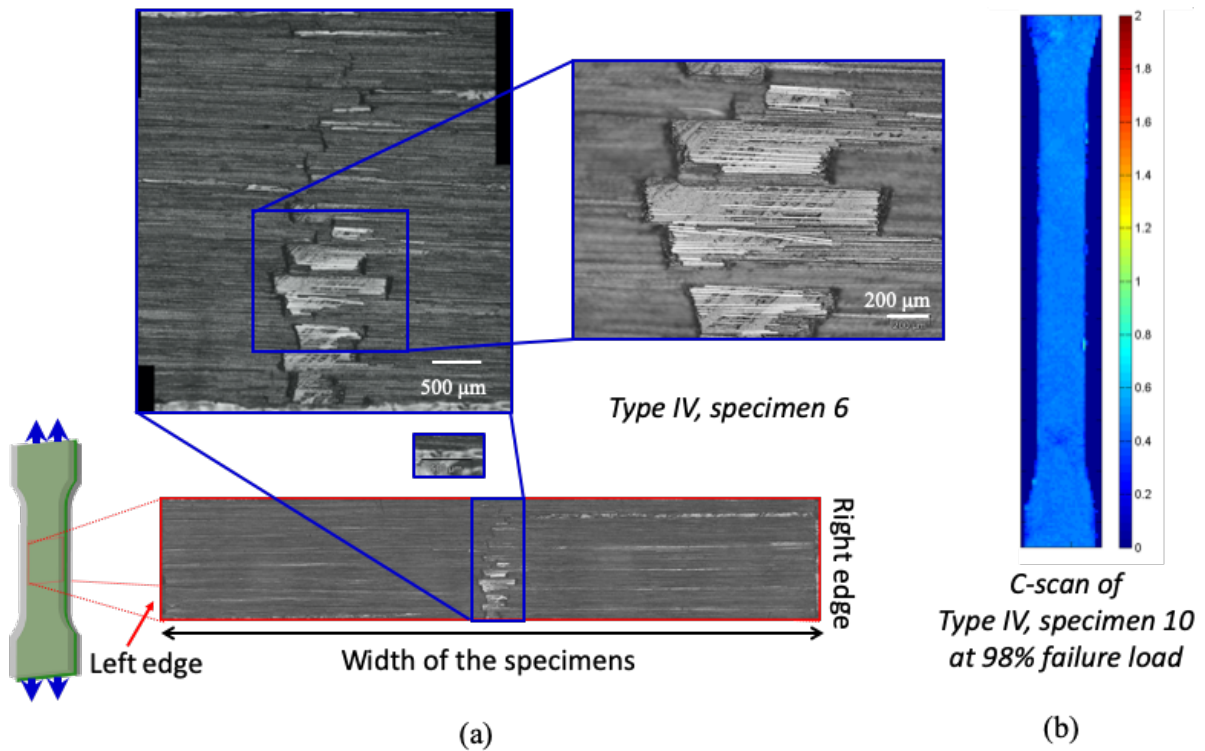 (a)
(b)
500 μm
200 μm
200 μm
Type IV, specimen 6
Left edge
Right edge
Width of the specimens
2
1.8
1.6
1.4
1.2
1
0.8
0.6
0.4
0.2
0
C-scan of
Type IV, specimen 10
at 98% failure load